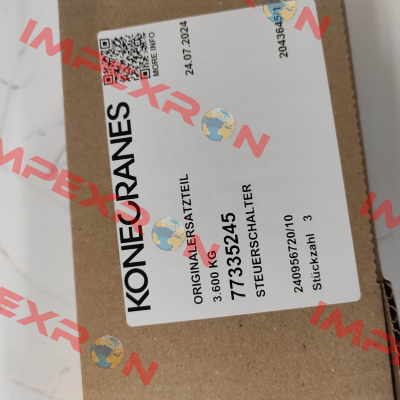 KONECRANES
MORE INFO
24.07.2024
2043645/1
ORIGINALERSATZTEIL
3.600 KG
77335245
STEUERSCHALTER
240956720/10
Stückzahl 3
IMPEXRON
IMPEXRON
IMPEXRON
IMPEXRON